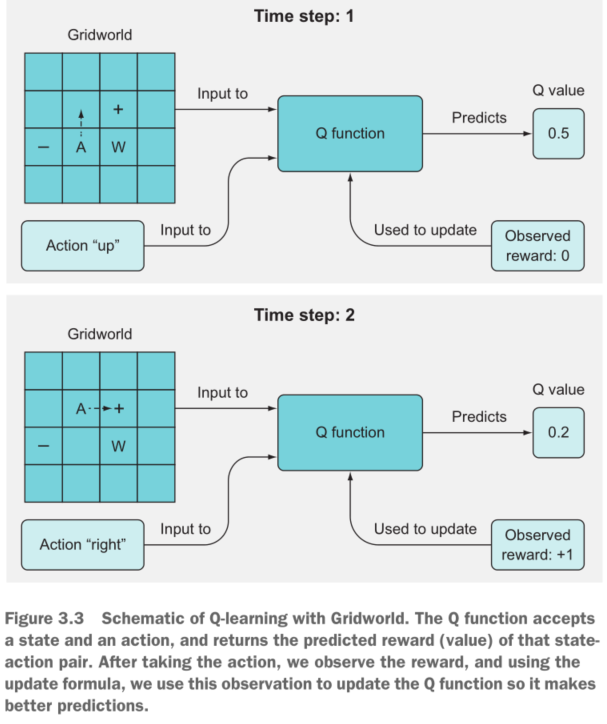 Time step: 1
Gridworld
+
− A W
Input to
Action "up"
Input to
Q function
Predicts
Q value
0.5
Used to update
Observed
reward: 0
Time step: 2
Gridworld
A +
− W
Input to
Action "right"
Input to
Q function
Predicts
Q value
0.2
Used to update
Observed
reward: +1
Figure 3.3 Schematic of Q-learning with Gridworld. The Q function accepts
a state and an action, and returns the predicted reward (value) of that state-
action pair. After taking the action, we observe the reward, and using the
update formula, we use this observation to update the Q function so it makes
better predictions.